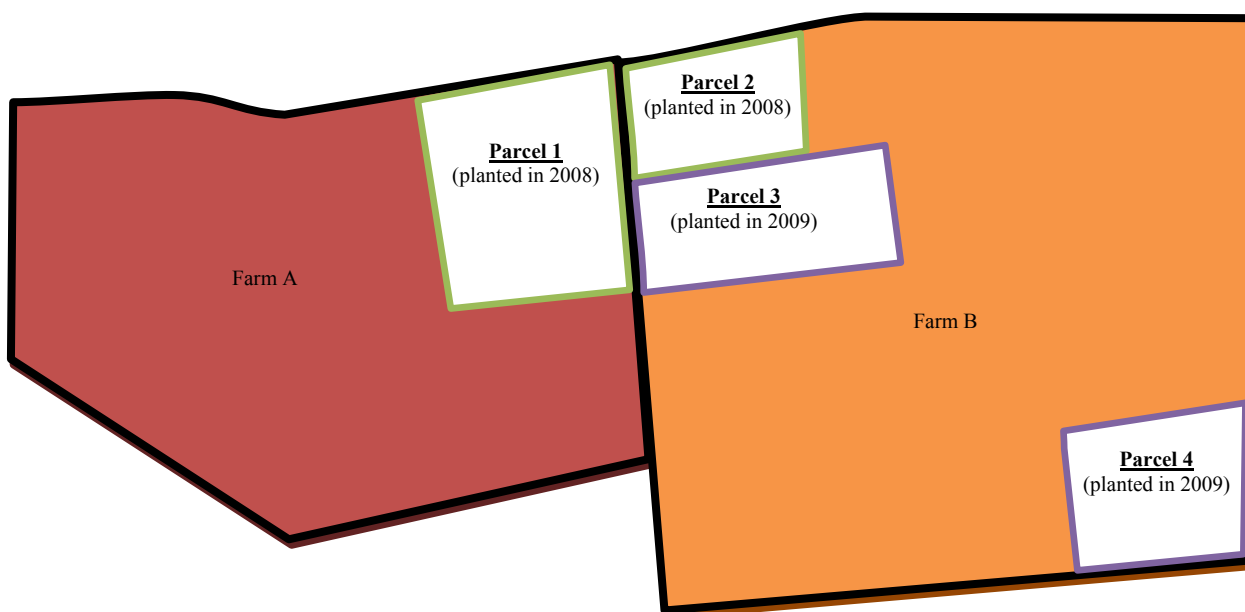 Parcel 2
(planted in 2008)
Parcel 1
(planted in 2008)
Parcel 3
(planted in 2009)
Farm A
Farm B
Parcel 4
(planted in 2009)